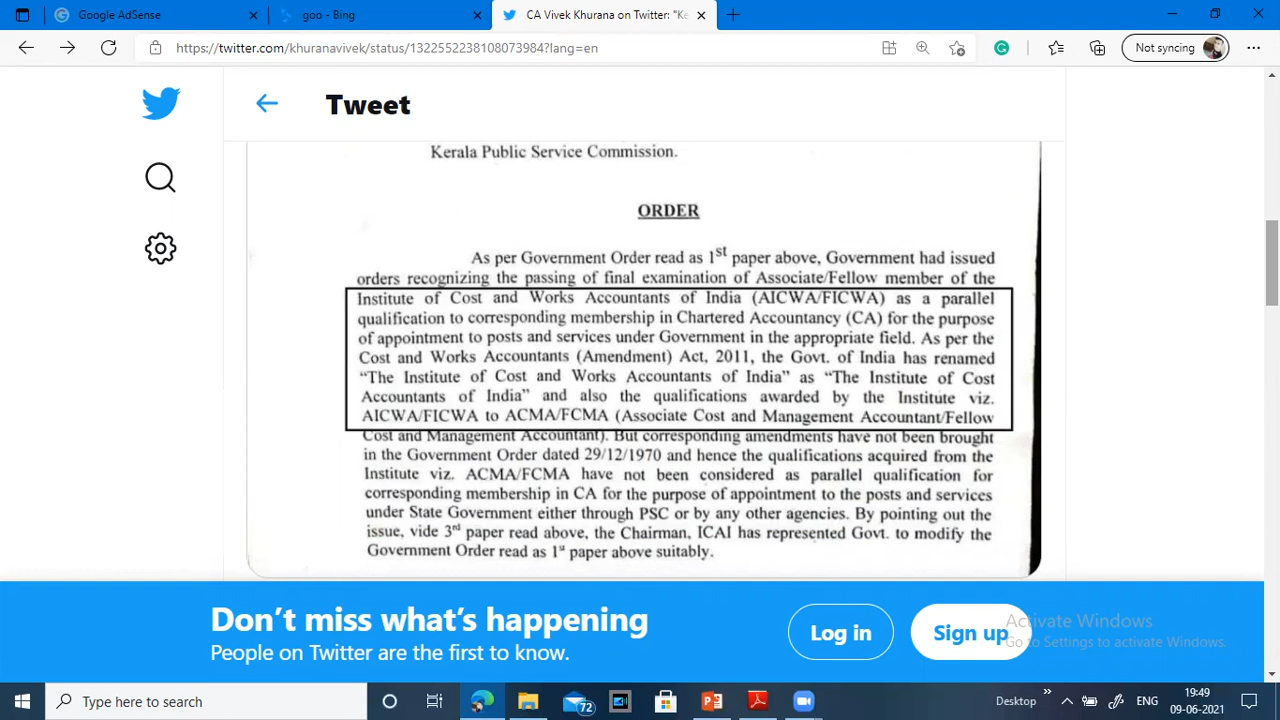 Google AdSense
goo - Bing
CA Vivek Khurana on Twitter: "Ke
https://twitter.com/khuranavivek/status/1322552238108073984?lang=en
Not syncing
Tweet
Kerala Public Service Commission.
ORDER
As per Government Order read as 1st paper above, Government had issued
orders recognizing the passing of final examination of Associate/Fellow member of the
Institute of Cost and Works Accountants of India (AICWA/FICWA) as a parallel
qualification to corresponding membership in Chartered Accountancy (CA) for the purpose
of appointment to posts and services under Government in the appropriate field. As per the
Cost and Works Accountants (Amendment) Act, 2011, the Govt. of India has renamed
“The Institute of Cost and Works Accountants of India” as “The Institute of Cost
Accountants of India” and also the qualifications awarded by the Institute viz.
AICWA/FICWA to ACMA/FCMA (Associate Cost and Management Accountant/Fellow
Cost and Management Accountant). But corresponding amendments have not been brought
in the Government Order dated 29/12/1970 and hence the qualifications acquired from the
Institute viz. ACMA/FCMA have not been considered as parallel qualification for
corresponding membership in CA for the purpose of appointment to the posts and services
under State Government either through PSC or by any other agencies. By pointing out the
issue, vide 3rd paper read above, the Chairman, ICAI has represented Govt. to modify the
Government Order read as 1st paper above suitably.
Don’t miss what’s happening
People on Twitter are the first to know.
Log in
Sign up
Activate Windows
Go to Settings to activate Windows.
Type here to search
72
Desktop
ENG
19:49
09-06-2021